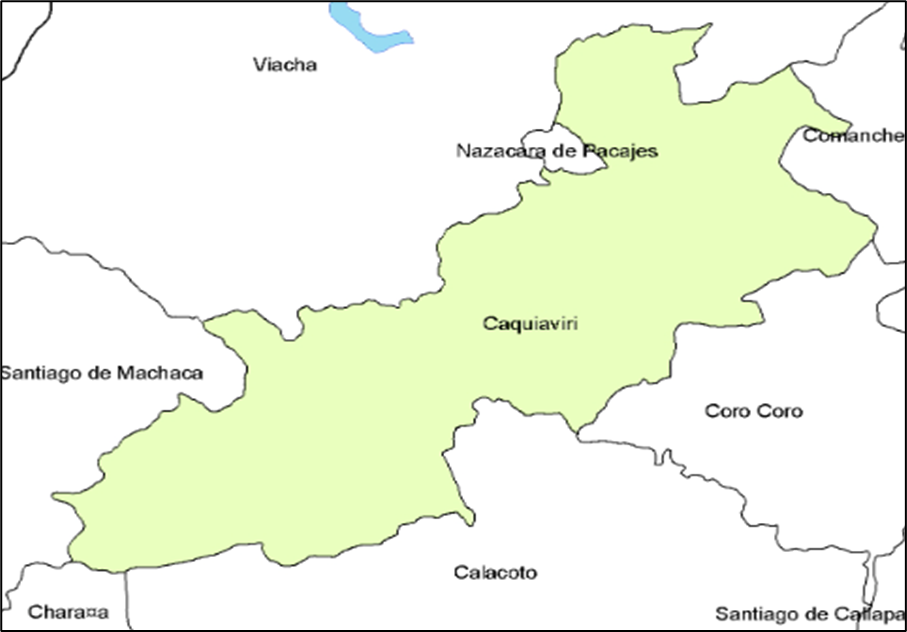 Viacha
Comanche
Nazacara de Pacajes
Caquiaviri
Santiago de Machaca
Coro Coro
Calacoto
Chara¤a
Santiago de Callapa